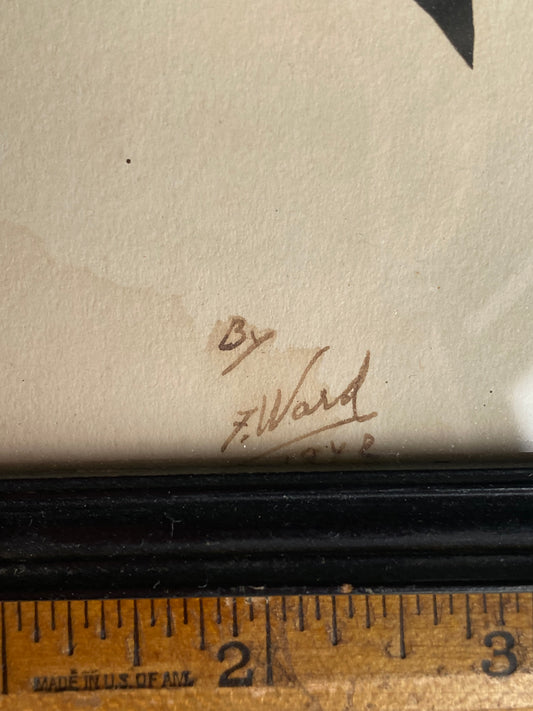 By
F. Ward
2 3
MADE IN U.S. OF AM.